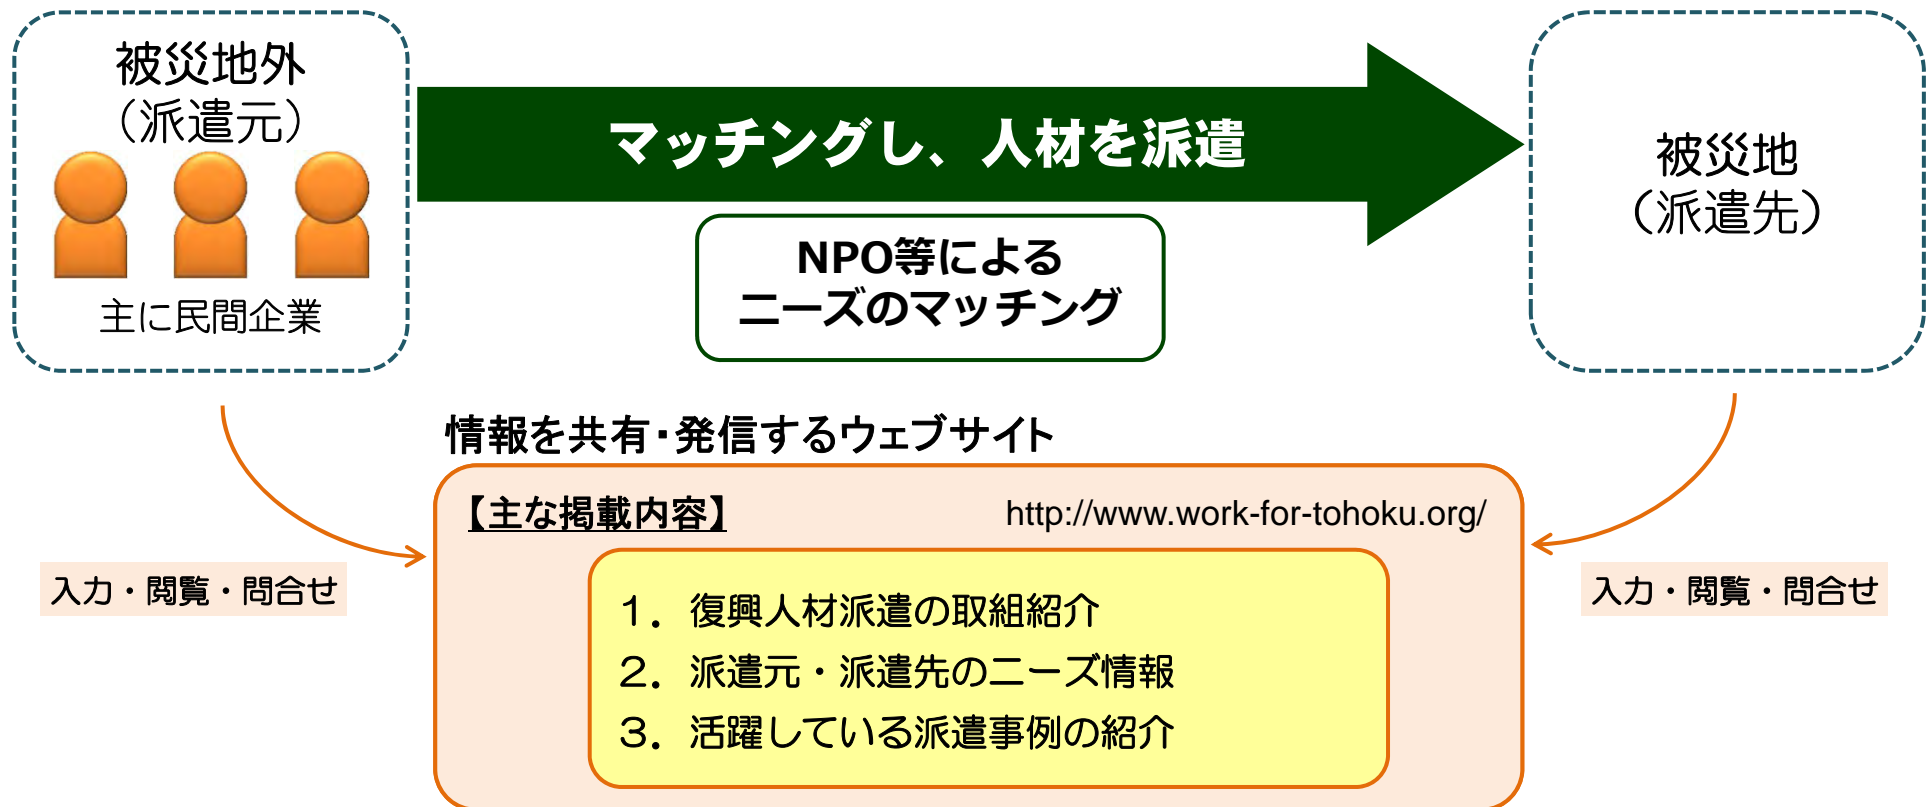 被災地外
（派遣元）
主に民間企業
マッチングし、人材を派遣
NPO等による
ニーズのマッチング
被災地
（派遣先）
情報を共有・発信するウェブサイト
【主な掲載内容】
http://www.work-for-tohoku.org/
入力・閲覧・問合せ
入力・閲覧・問合せ
１．復興人材派遣の取組紹介
２．派遣元・派遣先のニーズ情報
３．活躍している派遣事例の紹介